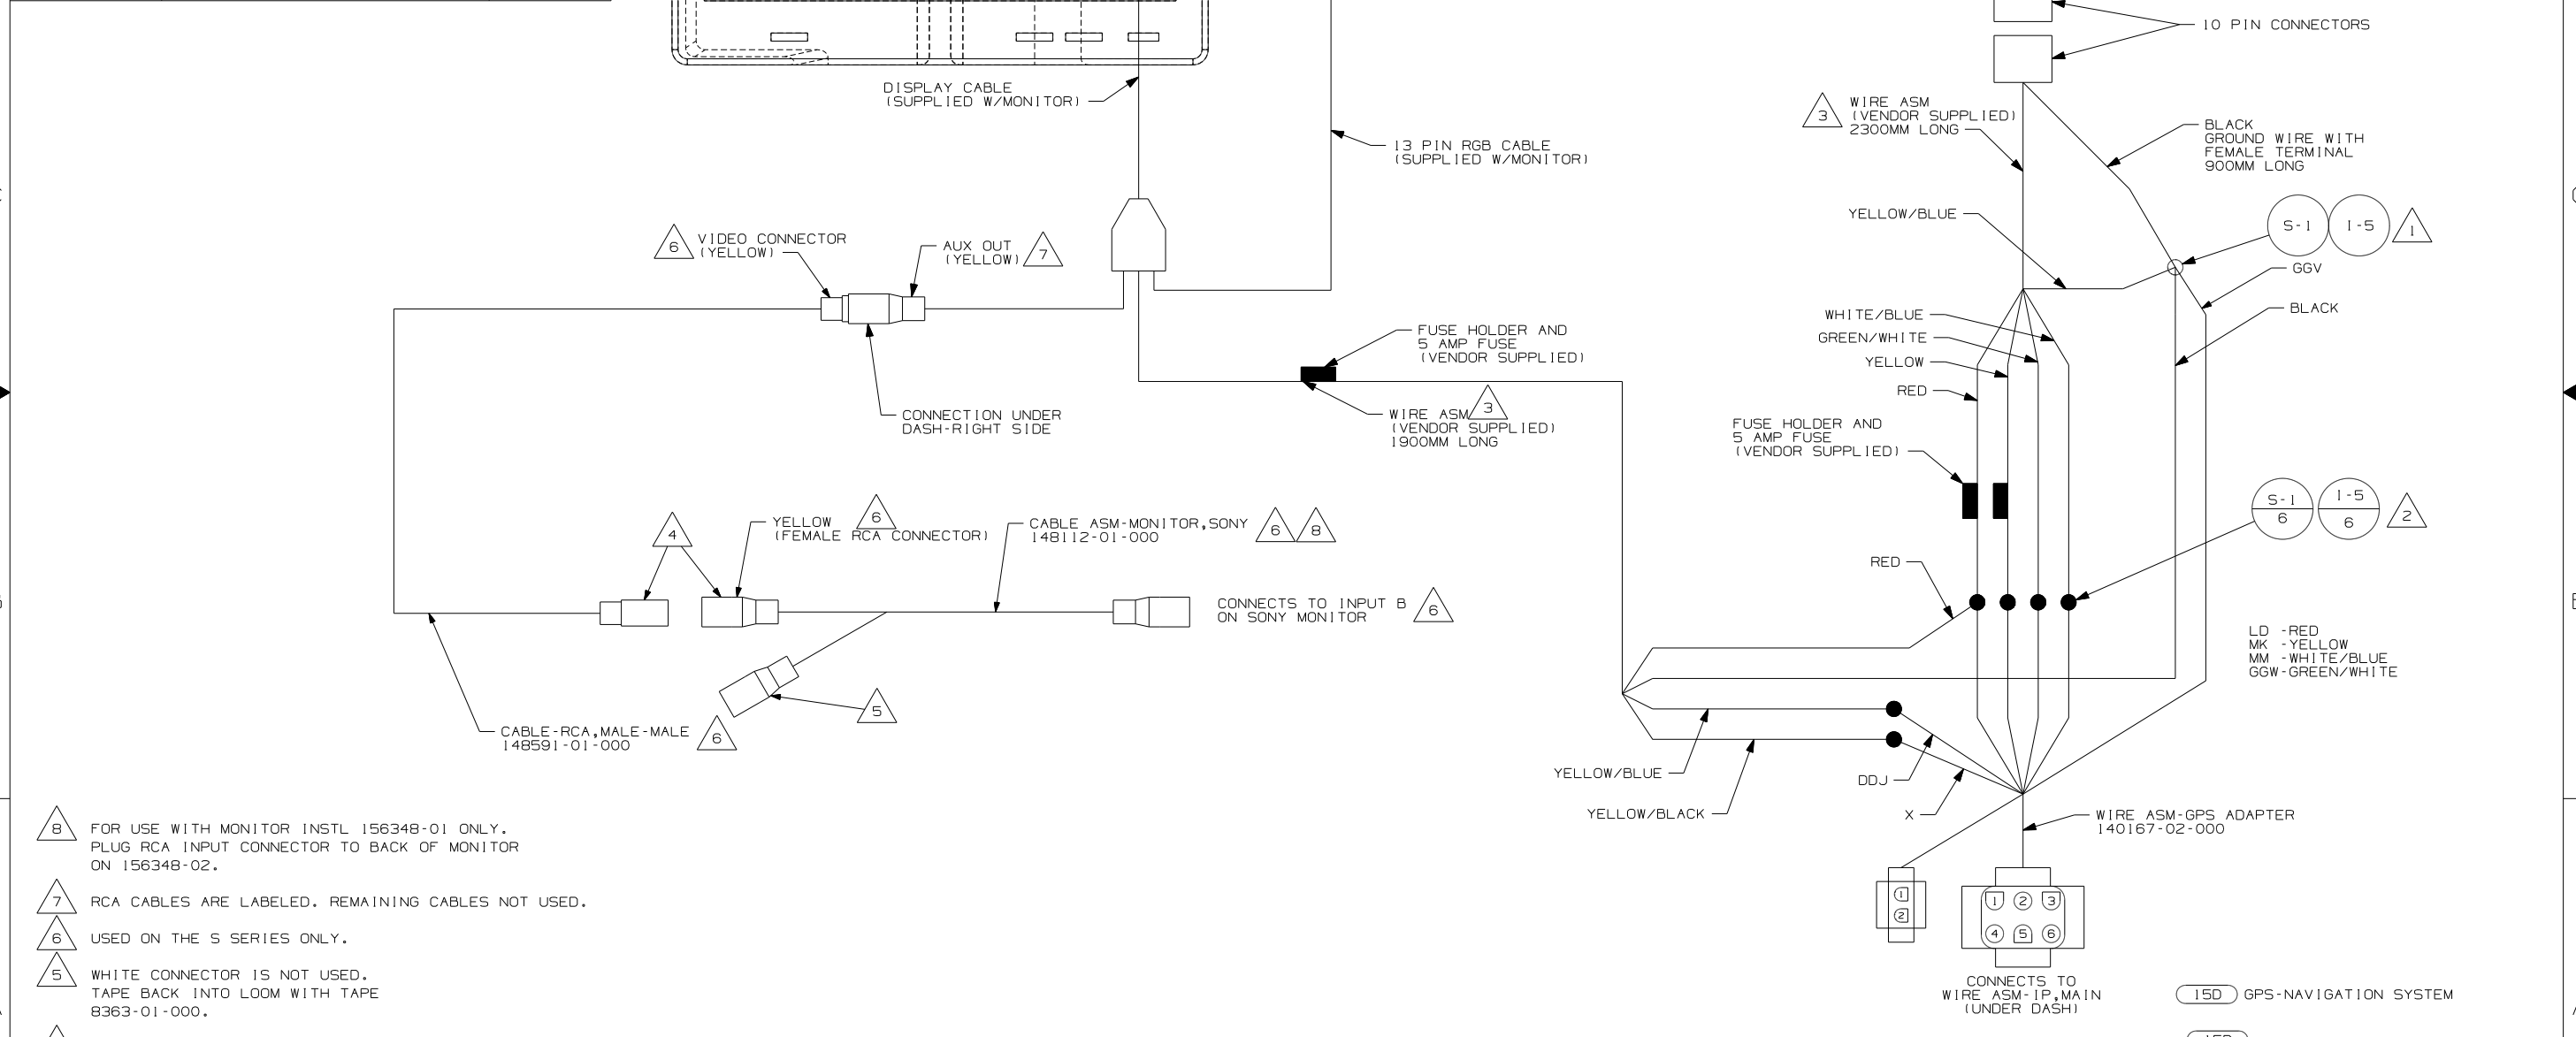 10 PIN CONNECTORS
DISPLAY CABLE
(SUPPLIED W/MONITOR)
3
WIRE ASM
(VENDOR SUPPLIED)
2300MM LONG
BLACK
GROUND WIRE WITH
FEMALE TERMINAL
900MM LONG
13 PIN RGB CABLE
(SUPPLIED W/MONITOR)
YELLOW/BLUE
S-1
I-5
1
6
VIDEO CONNECTOR
(YELLOW)
AUX OUT
(YELLOW)
7
GGV
BLACK
WHITE/BLUE
GREEN/WHITE
YELLOW
RED
FUSE HOLDER AND
5 AMP FUSE
(VENDOR SUPPLIED)
CONNECTION UNDER
DASH-RIGHT SIDE
WIRE ASM
3
(VENDOR SUPPLIED)
1900MM LONG
FUSE HOLDER AND
5 AMP FUSE
(VENDOR SUPPLIED)
S-1
6
I-5
6
2
4
YELLOW
6
(FEMALE RCA CONNECTOR)
CABLE ASM-MONITOR,SONY
148112-01-000
6
8
RED
CONNECTS TO INPUT B
ON SONY MONITOR
6
LD -RED
MK -YELLOW
MM -WHITE/BLUE
GGW-GREEN/WHITE
5
CABLE-RCA,MALE-MALE
148591-01-000
6
YELLOW/BLUE
DDJ
YELLOW/BLACK
X
WIRE ASM-GPS ADAPTER
140167-02-000
8
FOR USE WITH MONITOR INSTL 156348-01 ONLY.
PLUG RCA INPUT CONNECTOR TO BACK OF MONITOR
ON 156348-02.
7
RCA CABLES ARE LABELED. REMAINING CABLES NOT USED.
6
USED ON THE S SERIES ONLY.
5
WHITE CONNECTOR IS NOT USED.
TAPE BACK INTO LOOM WITH TAPE
8363-01-000.
1
2
1 2 3
4 5 6
CONNECTS TO
WIRE ASM-IP,MAIN
(UNDER DASH)
15D
GPS-NAVIGATION SYSTEM